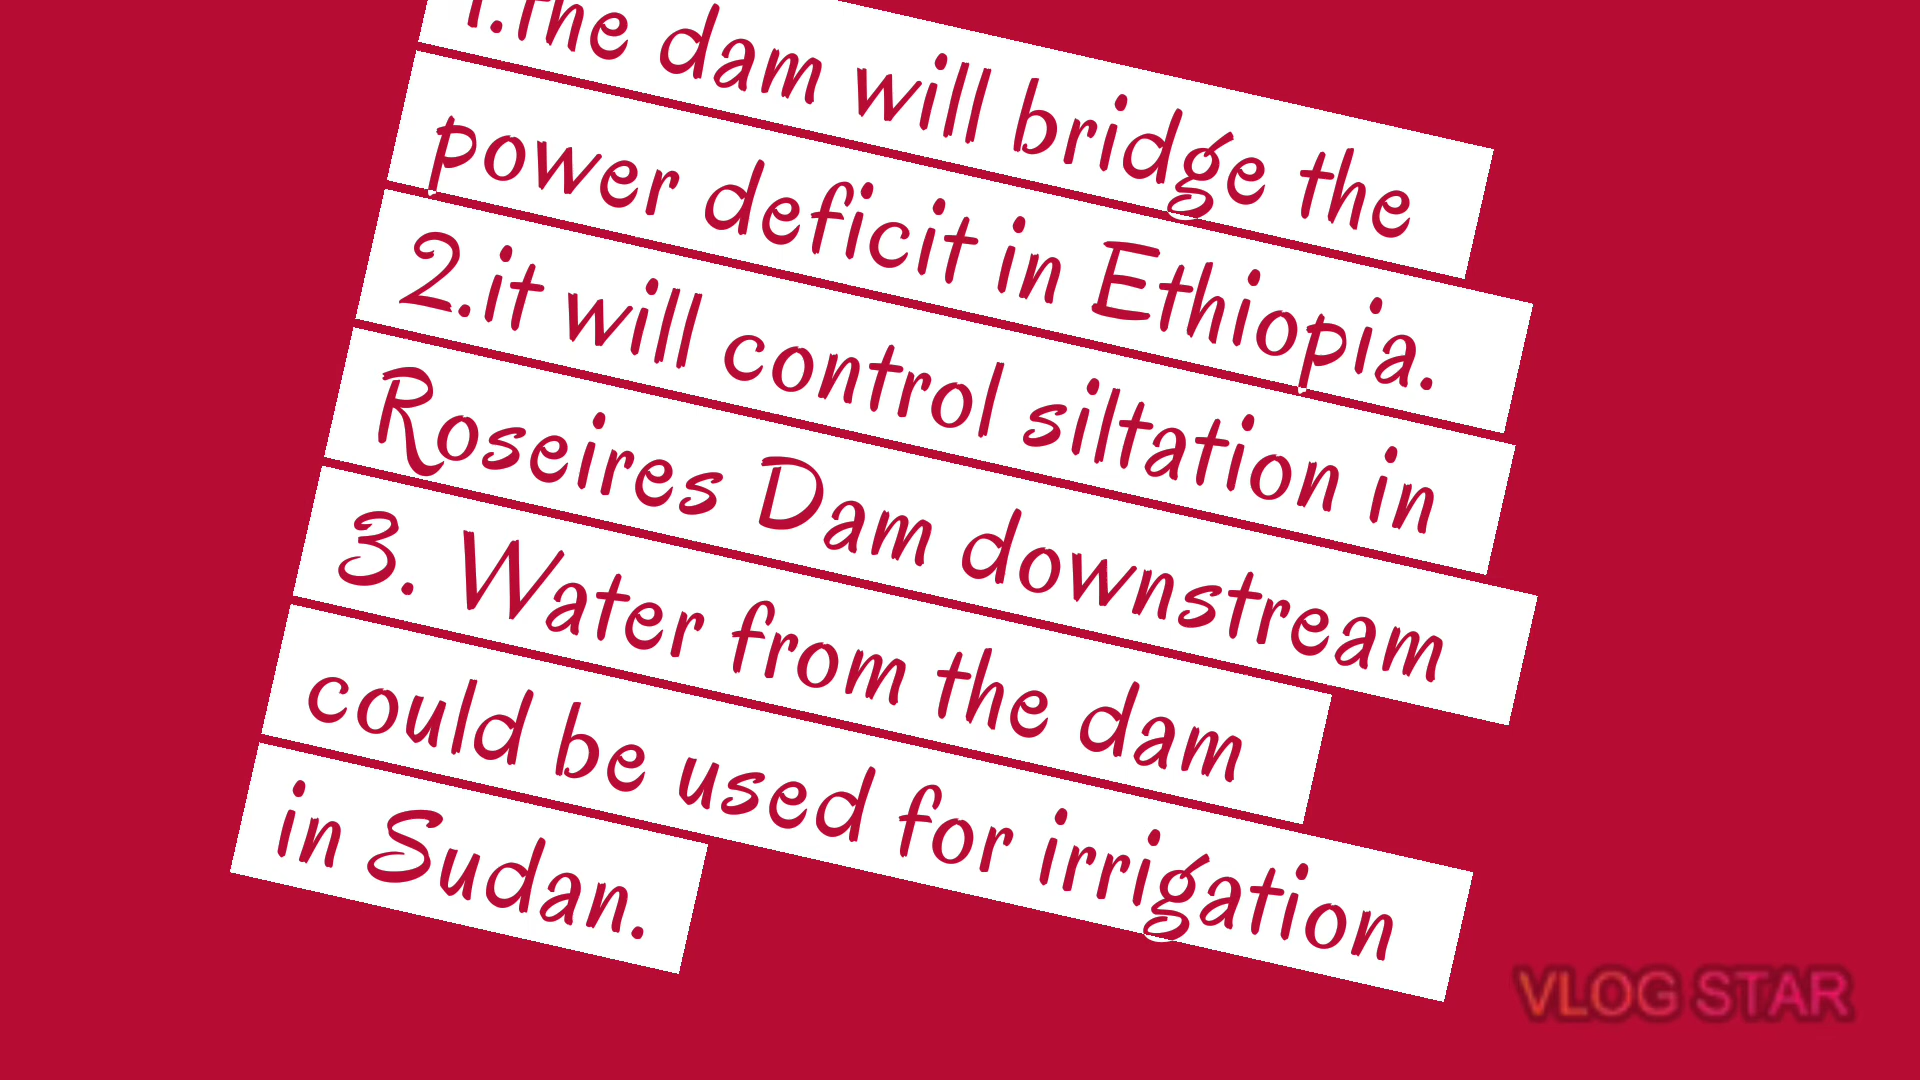 1.the dam will bridge the
power deficit in Ethiopia.
2.it will control siltation in
Roseires Dam downstream
3. Water from the dam
could be used for irrigation
in Sudan.
VLOG STAR